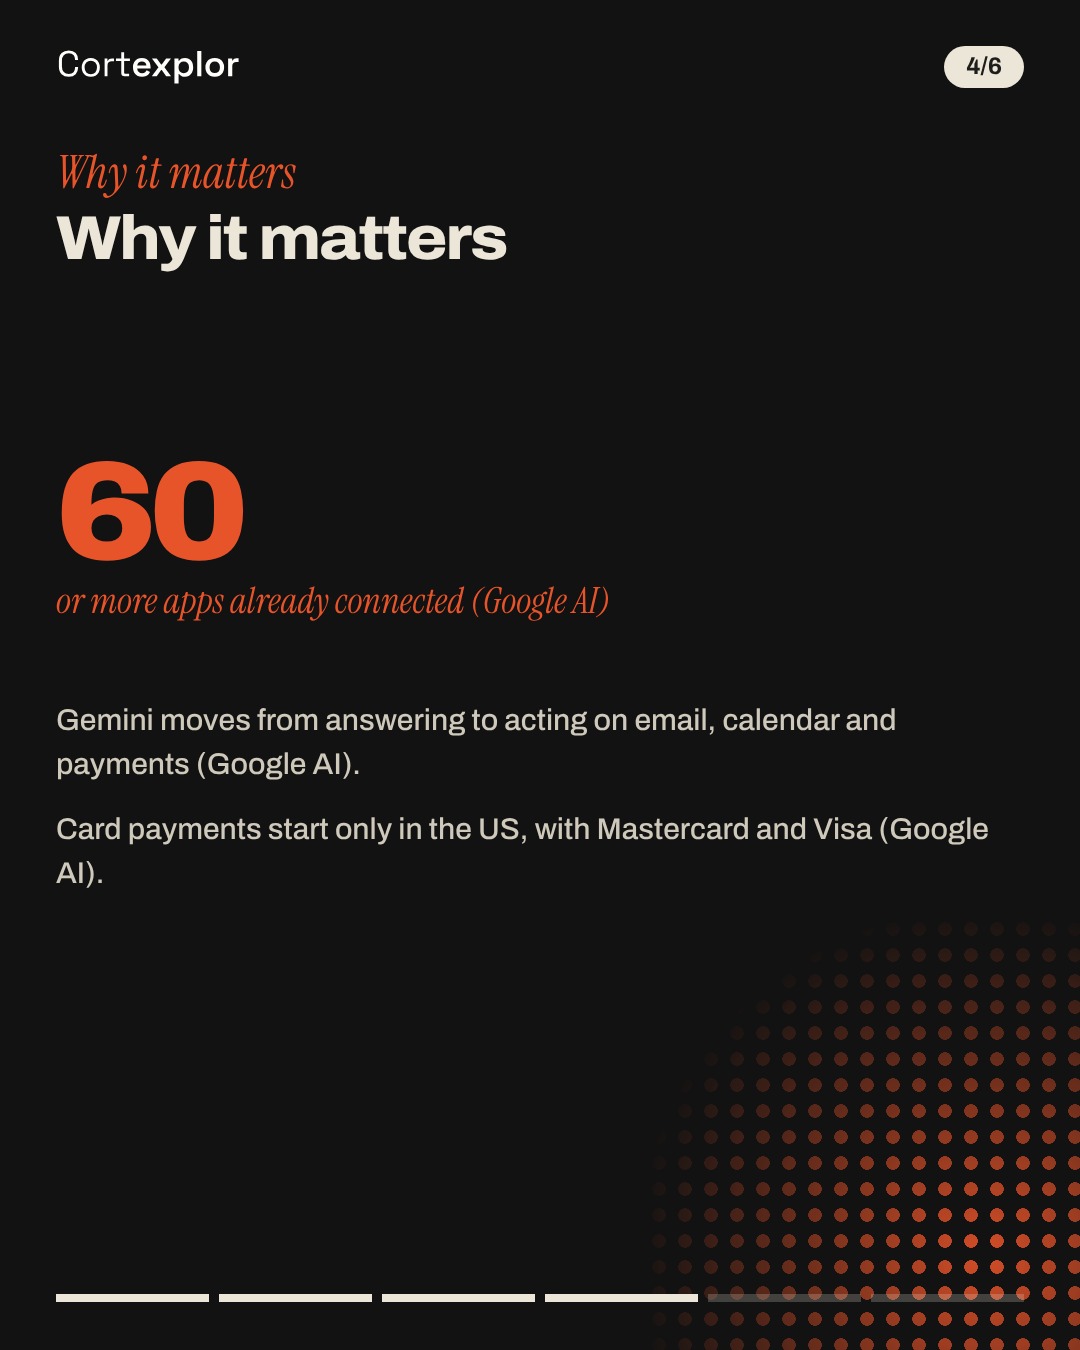 Cortexplor
4/6
Why it matters
Why it matters
60
or more apps already connected (Google AI)
Gemini moves from answering to acting on email, calendar and
payments (Google AI).
Card payments start only in the US, with Mastercard and Visa (Google
AI).